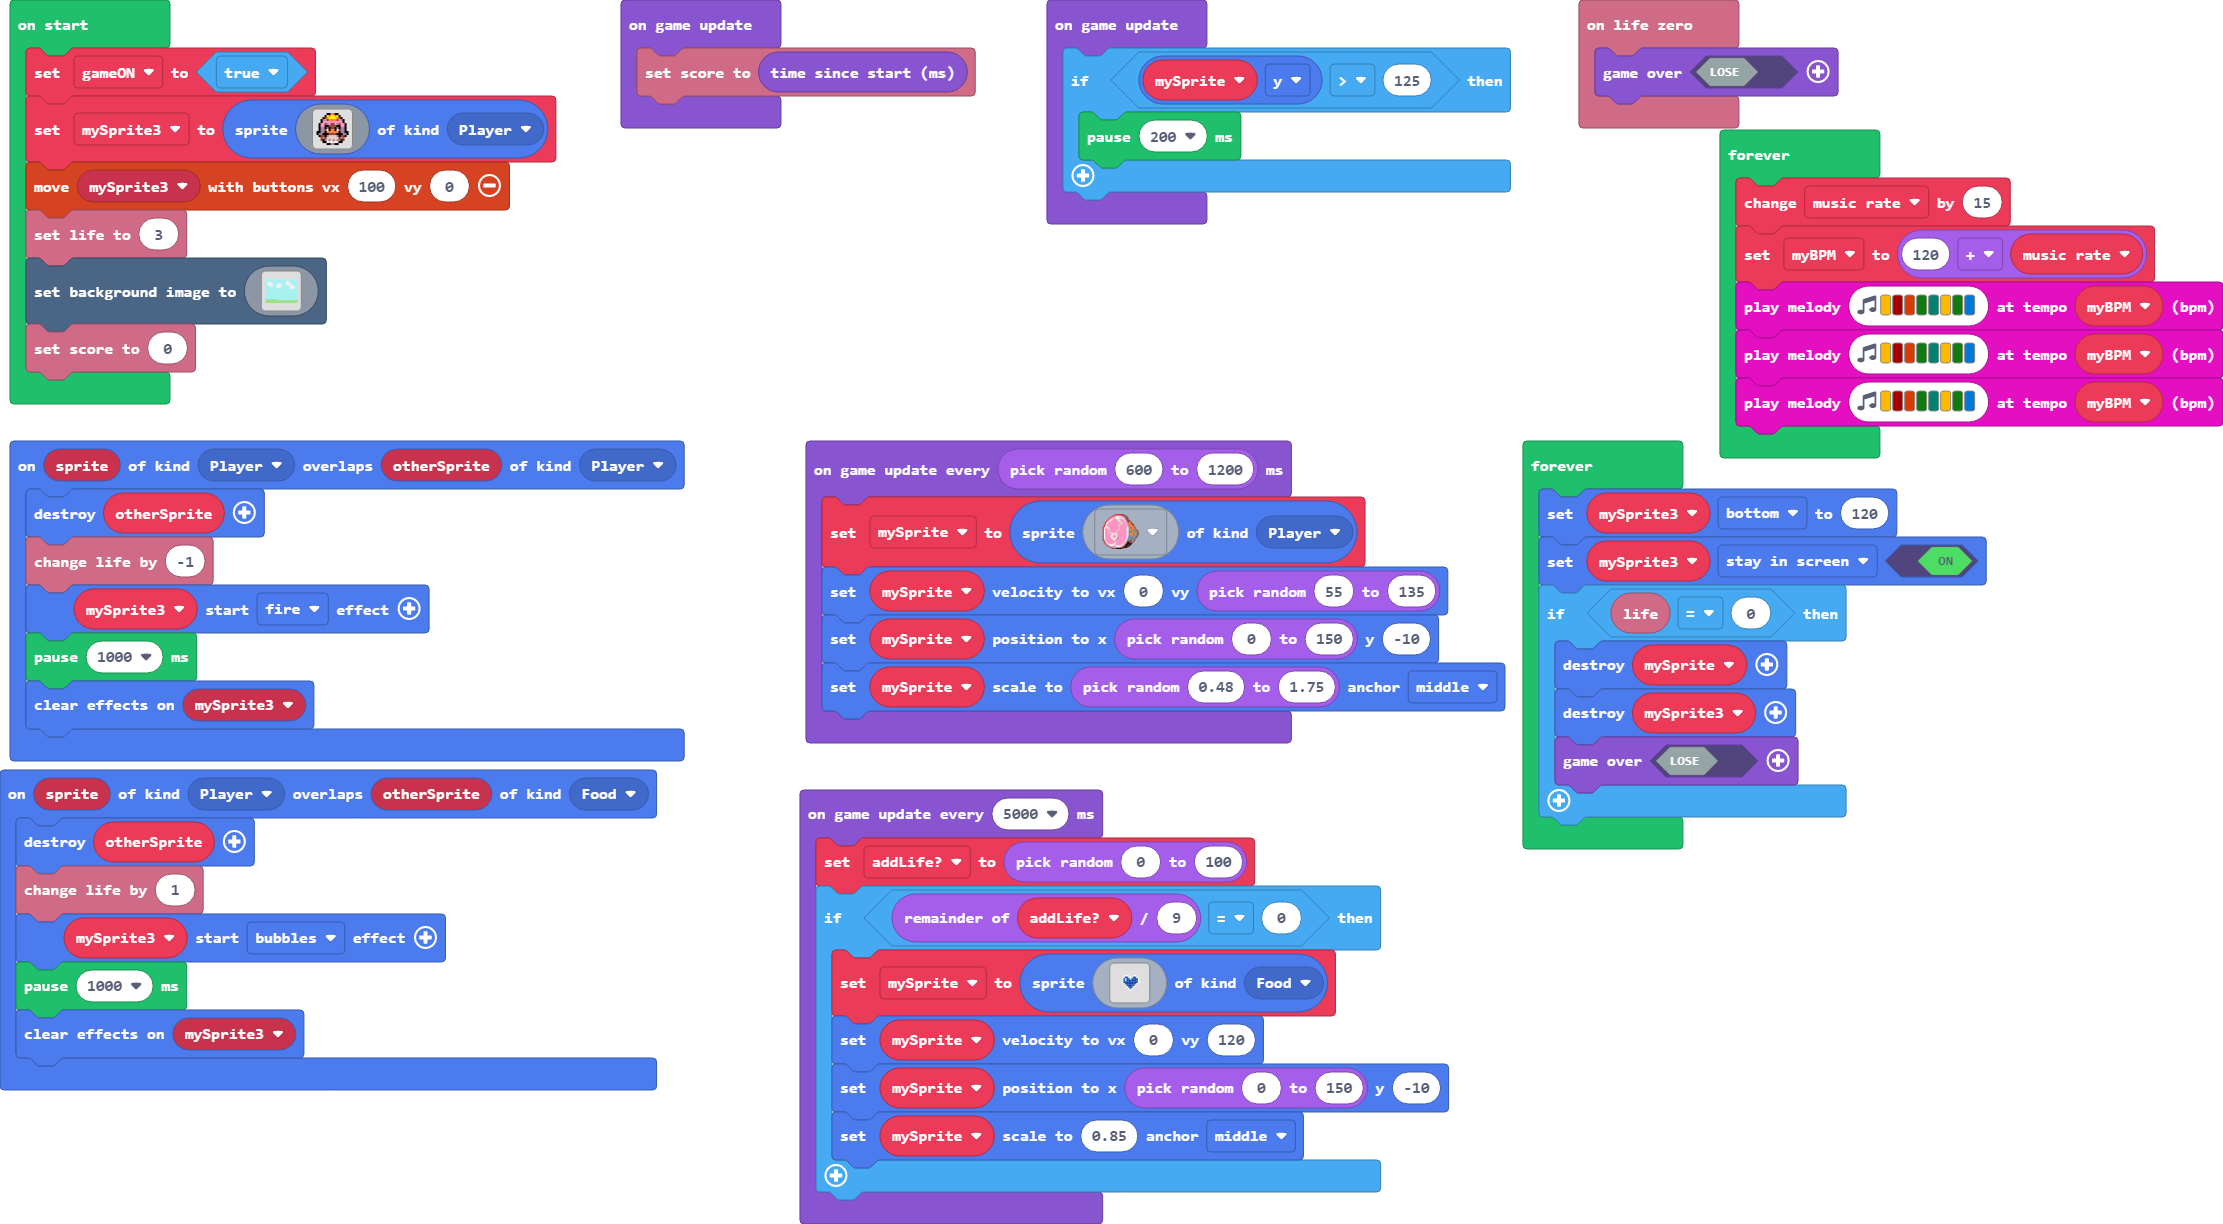 on start
set gameON to true
set mySprite3 to sprite of kind Player
move mySprite3 with buttons vx 100 vy 0
set life to 3
set background image to
set score to 0
on game update
set score to time since start (ms)
on game update
if mySprite y > 125 then
pause 200 ms
on life zero
game over LOSE
forever
change music rate by 15
set myBPM to 120 + music rate
play melody at tempo myBPM (bpm)
play melody at tempo myBPM (bpm)
play melody at tempo myBPM (bpm)
on sprite of kind Player overlaps otherSprite of kind Player
destroy otherSprite
change life by -1
mySprite3 start fire effect
pause 1000 ms
clear effects on mySprite3
on game update every pick random 600 to 1200 ms
set mySprite to sprite of kind Player
set mySprite velocity to vx 0 vy pick random 55 to 135
set mySprite position to x pick random 0 to 150 y -10
set mySprite scale to pick random 0.48 to 1.75 anchor middle
forever
set mySprite3 bottom to 120
set mySprite3 stay in screen ON
if life = 0 then
destroy mySprite
destroy mySprite3
game over LOSE
on sprite of kind Player overlaps otherSprite of kind Food
destroy otherSprite
change life by 1
mySprite3 start bubbles effect
pause 1000 ms
clear effects on mySprite3
on game update every 5000 ms
set addLife? to pick random 0 to 100
if remainder of addLife? / 9 = 0 then
set mySprite to sprite of kind Food
set mySprite velocity to vx 0 vy 120
set mySprite position to x pick random 0 to 150 y -10
set mySprite scale to 0.85 anchor middle